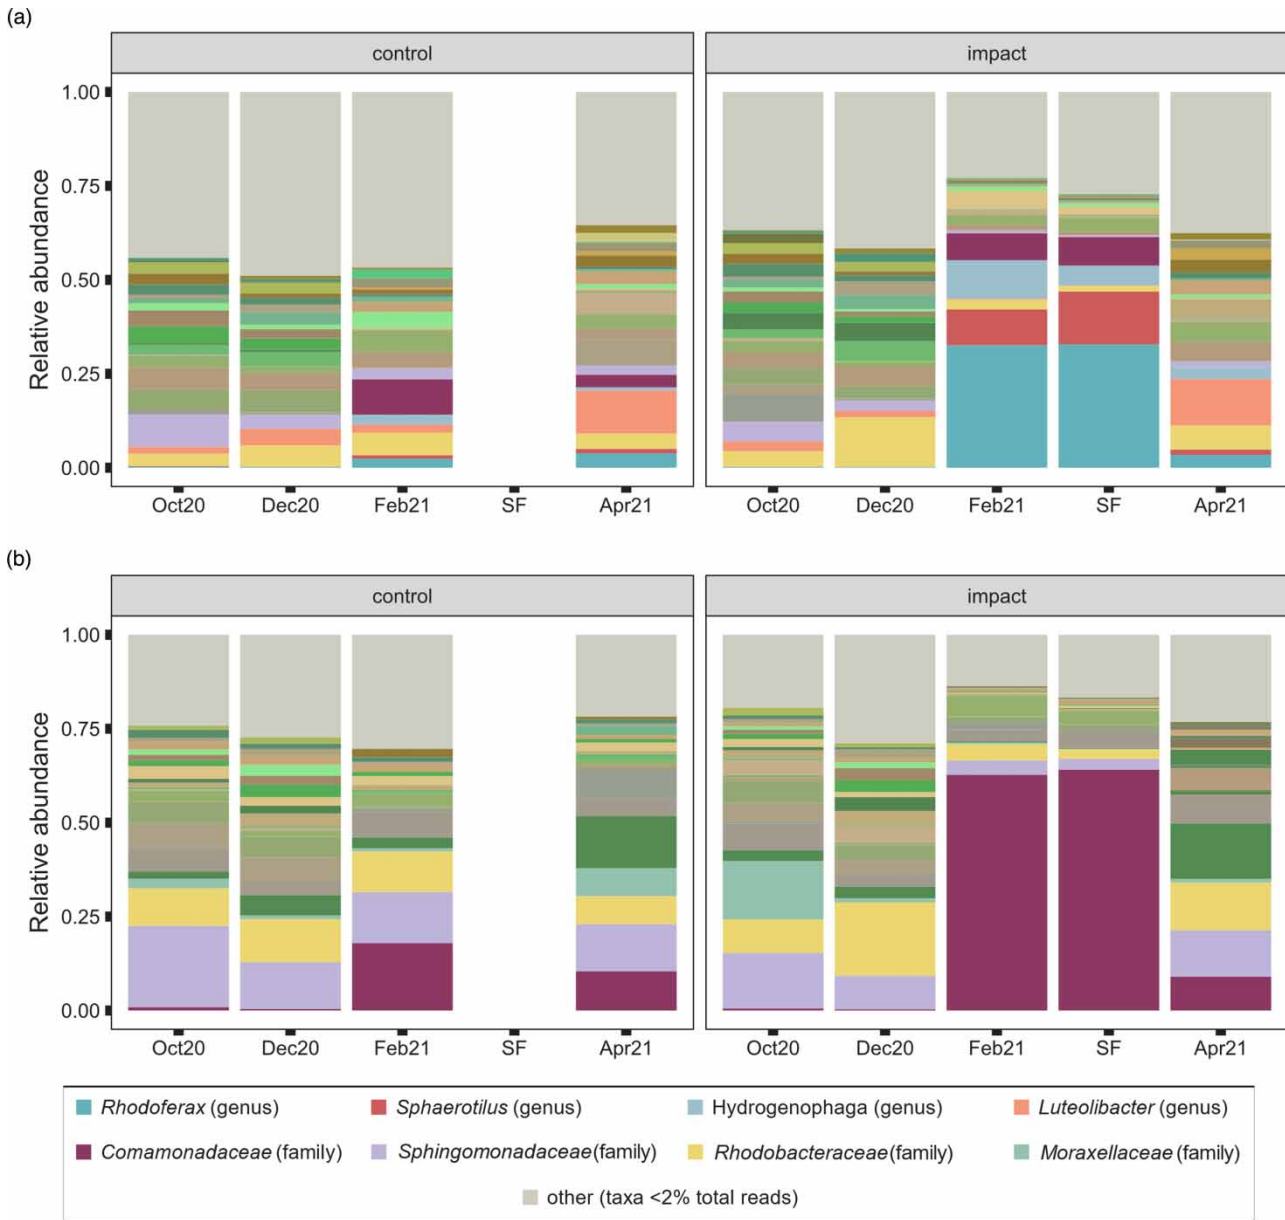 (a)
control impact
1.00
0.75
0.50
0.25
0.00
Relative abundance
Oct20 Dec20 Feb21 SF Apr21 Oct20 Dec20 Feb21 SF Apr21
(b)
control impact
1.00
0.75
0.50
0.25
0.00
Relative abundance
Oct20 Dec20 Feb21 SF Apr21 Oct20 Dec20 Feb21 SF Apr21
Rhodoferax (genus) Sphaerotilus (genus) Hydrogenophaga (genus) Luteolibacter (genus)
Comamonadaceae (family) Sphingomonadaceae (family) Rhodobacteraceae (family) Moraxellaceae (family)
other (taxa <2% total reads)